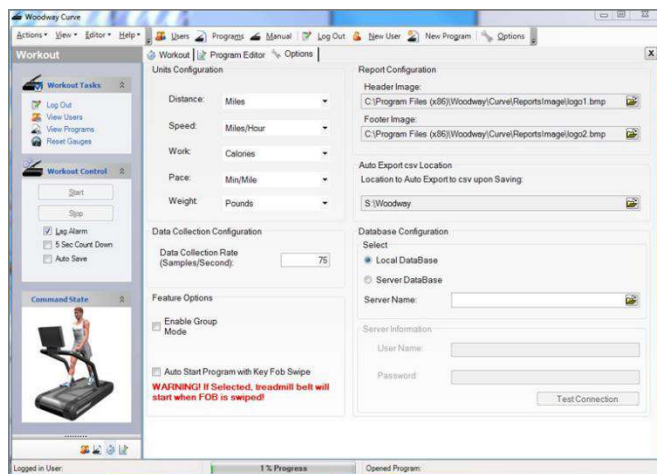 Woodway Curve
Actions View Editor Help Users Programs Manual Log Out New User New Program Options
Workout
Workout Program Editor Options x
Workout Tasks
Log Out
View Users
View Programs
Reset Gauges
Workout Control
Start
Stop
Lag Alarm
5 Sec Count Down
Auto Save
Command State
Units Configuration
Distance: Miles
Speed: Miles/Hour
Work: Calories
Pace: Min/Mile
Weight: Pounds
Data Collection Configuration
Data Collection Rate
(Samples/Second): 75
Feature Options
Enable Group
Mode
Auto Start Program with Key Fob Swipe
WARNING! If Selected, treadmill belt will
start when FOB is swiped!
Report Configuration
Header Image:
C:\Program Files (x86)\Woodway\Curve\ReportsImage\logo1.bmp
Footer Image:
C:\Program Files (x86)\Woodway\Curve\ReportsImage\logo2.bmp
Auto Export csv Location
Location to Auto Export to csv upon Saving:
S:\Woodway
Database Configuration
Select
Local DataBase
Server DataBase
Server Name:
Server Information
User Name:
Password:
Test Connection
Logged in User: 1 % Progress Opened Program: